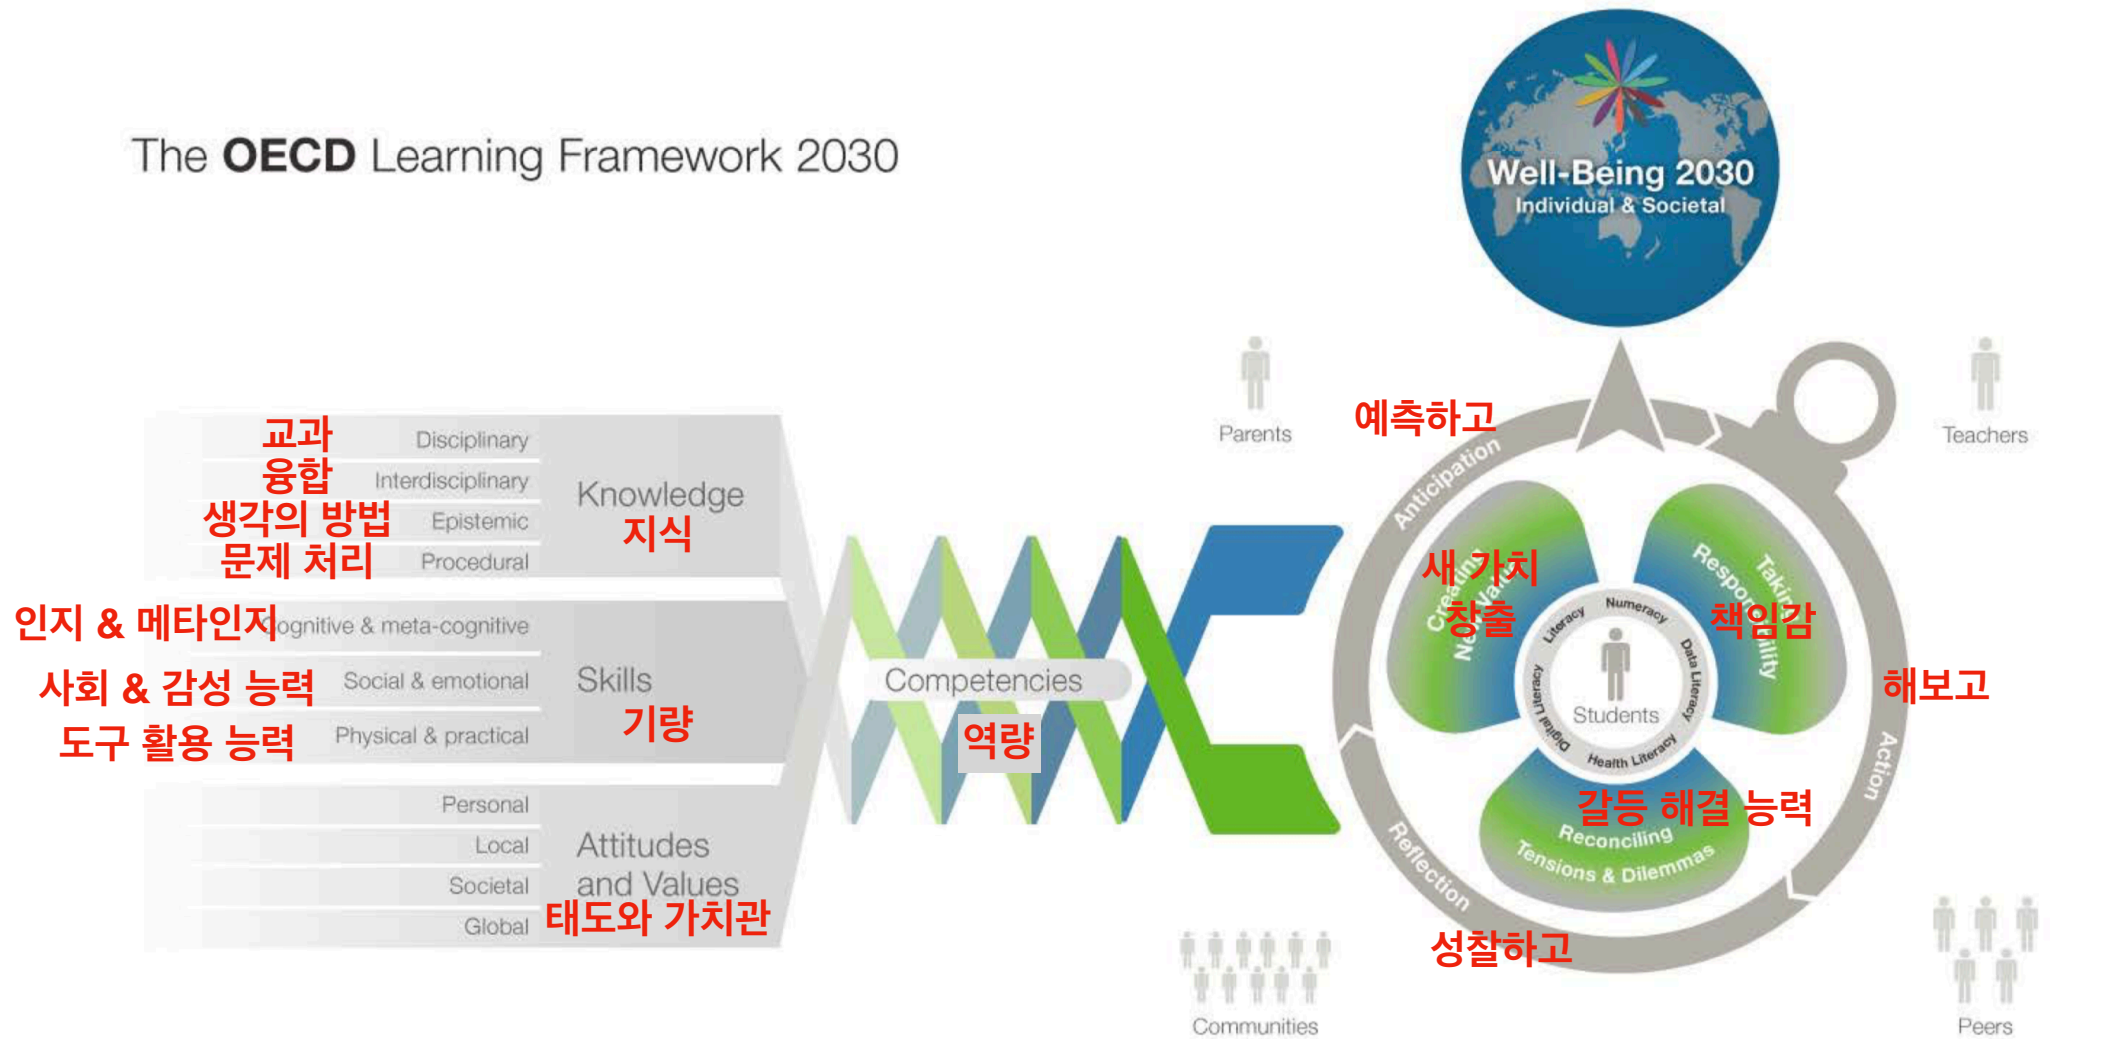 The OECD Learning Framework 2030
Well-Being 2030
Individual & Societal
교과
Disciplinary
융합
Interdisciplinary
생각의 방법
Epistemic
문제 처리
Procedural
Knowledge
지식
인지 & 메타인지
Cognitive & meta-cognitive
사회 & 감성 능력
Social & emotional
도구 활용 능력
Physical & practical
Skills
기량
Personal
Local
Societal
Global
Attitudes
and Values
태도와 가치관
Competencies
역량
Parents
Teachers
예측하고
Anticipation
Creating
New Value
새 가치
창출
Taking
Responsibility
책임감
Literacy
Numeracy
Data Literacy
Health Literacy
Digital Literacy
Students
해보고
Action
갈등 해결 능력
Reconciling
Tensions & Dilemmas
Reflection
성찰하고
Communities
Peers